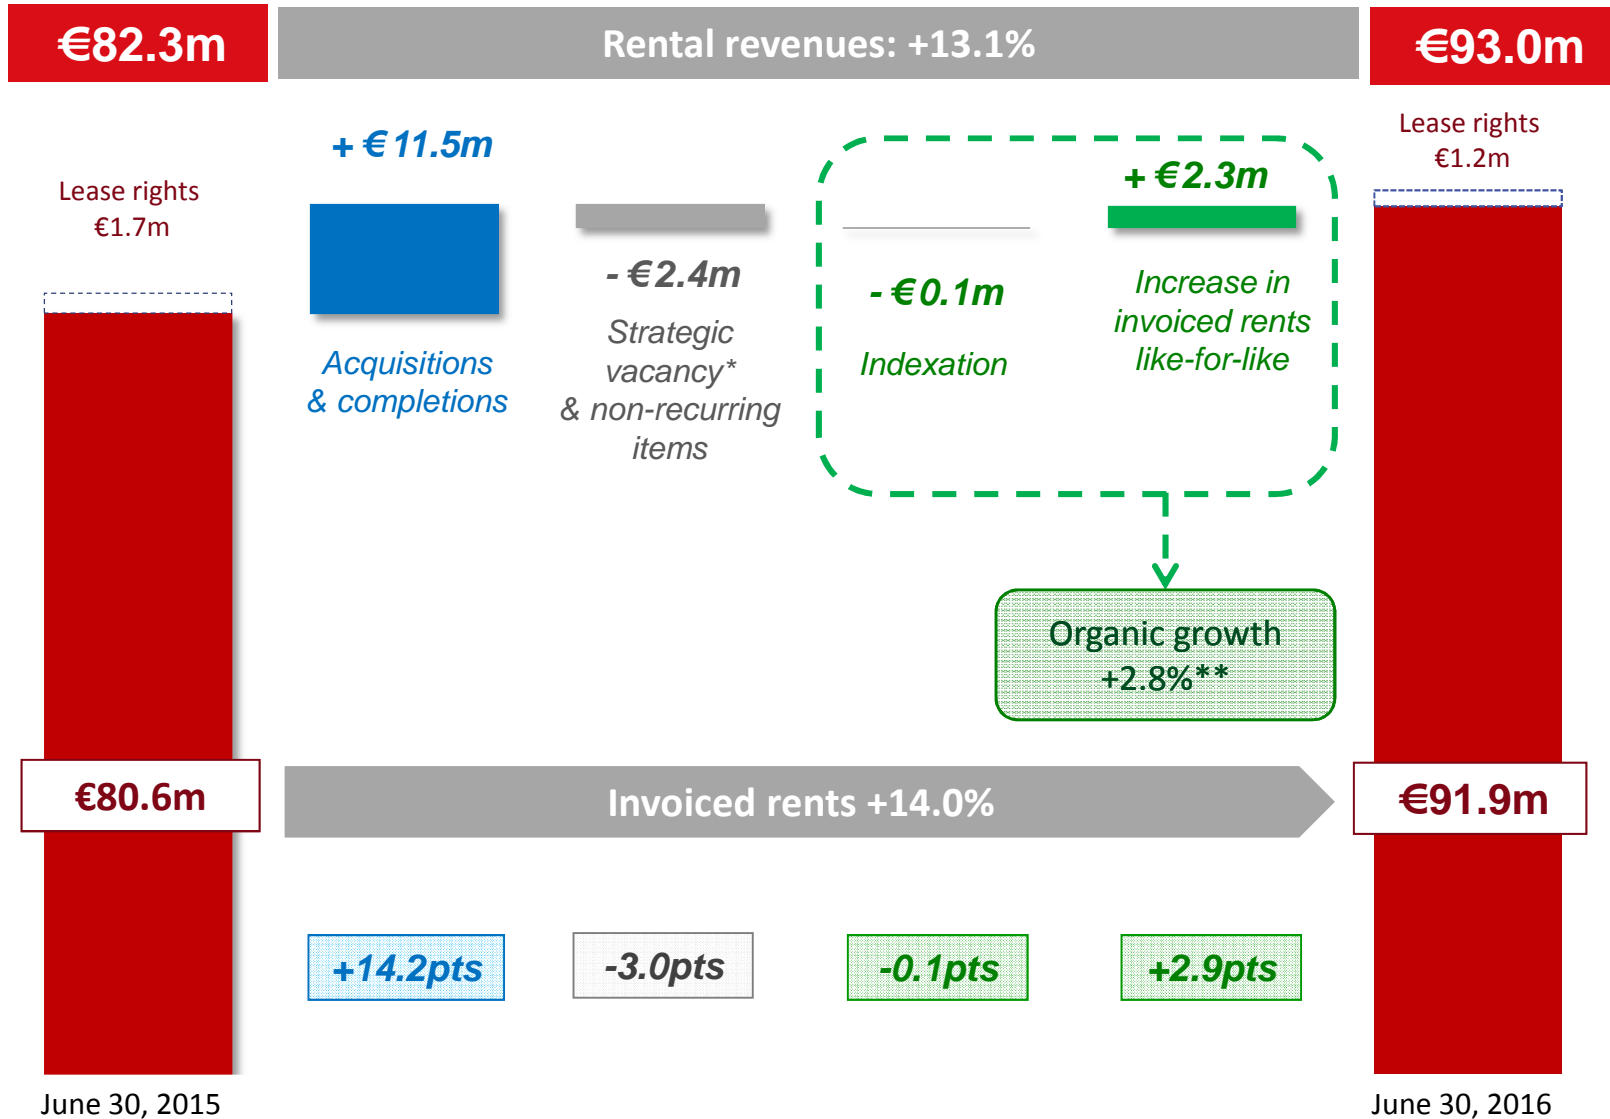 €82.3m
Rental revenues: +13.1%
€93.0m
Lease rights
€1.7m
+ €11.5m
Acquisitions
& completions
- €2.4m
Strategic
vacancy*
& non-recurring
items
- €0.1m
Indexation
+ €2.3m
Increase in
invoiced rents
like-for-like
Lease rights
€1.2m
Organic growth
+2.8%**
€80.6m
Invoiced rents +14.0%
€91.9m
+14.2pts
-3.0pts
-0.1pts
+2.9pts
June 30, 2015
June 30, 2016